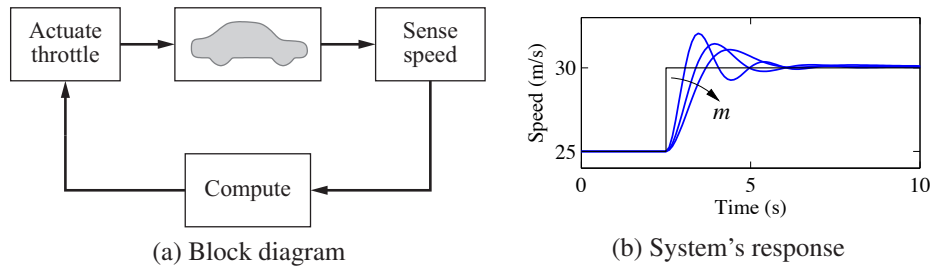 Actuate
throttle
Sense
speed
Compute
(a) Block diagram
Speed (m/s)
30
25
m
0
5
10
Time (s)
(b) System’s response